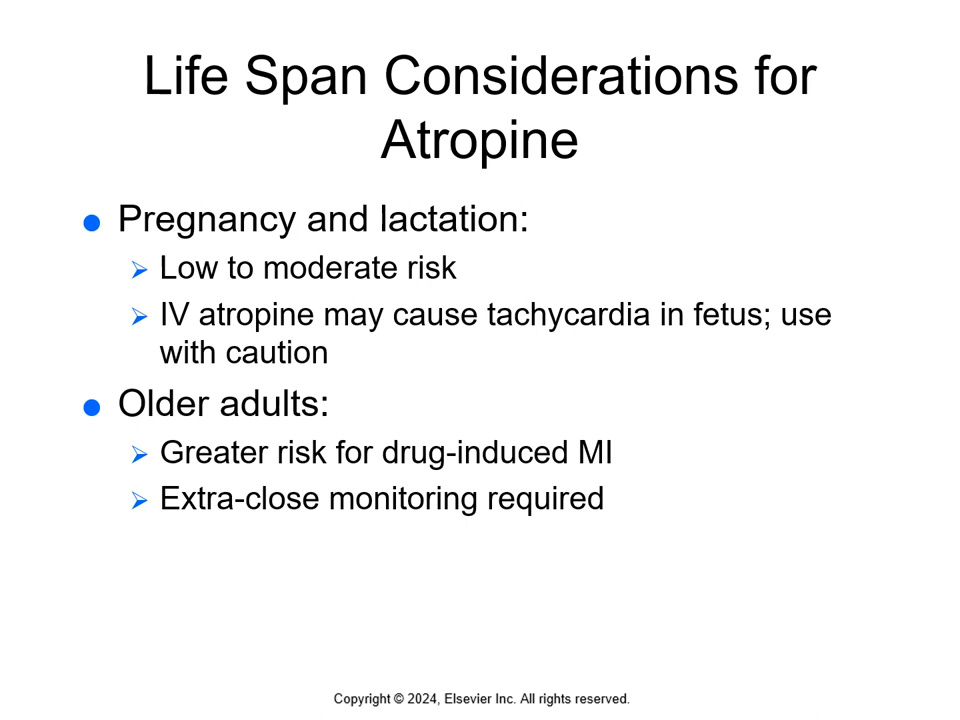 Life Span Considerations for
Atropine
Pregnancy and lactation:
Low to moderate risk
IV atropine may cause tachycardia in fetus; use
with caution
Older adults:
Greater risk for drug-induced MI
Extra-close monitoring required
Copyright © 2024, Elsevier Inc. All rights reserved.